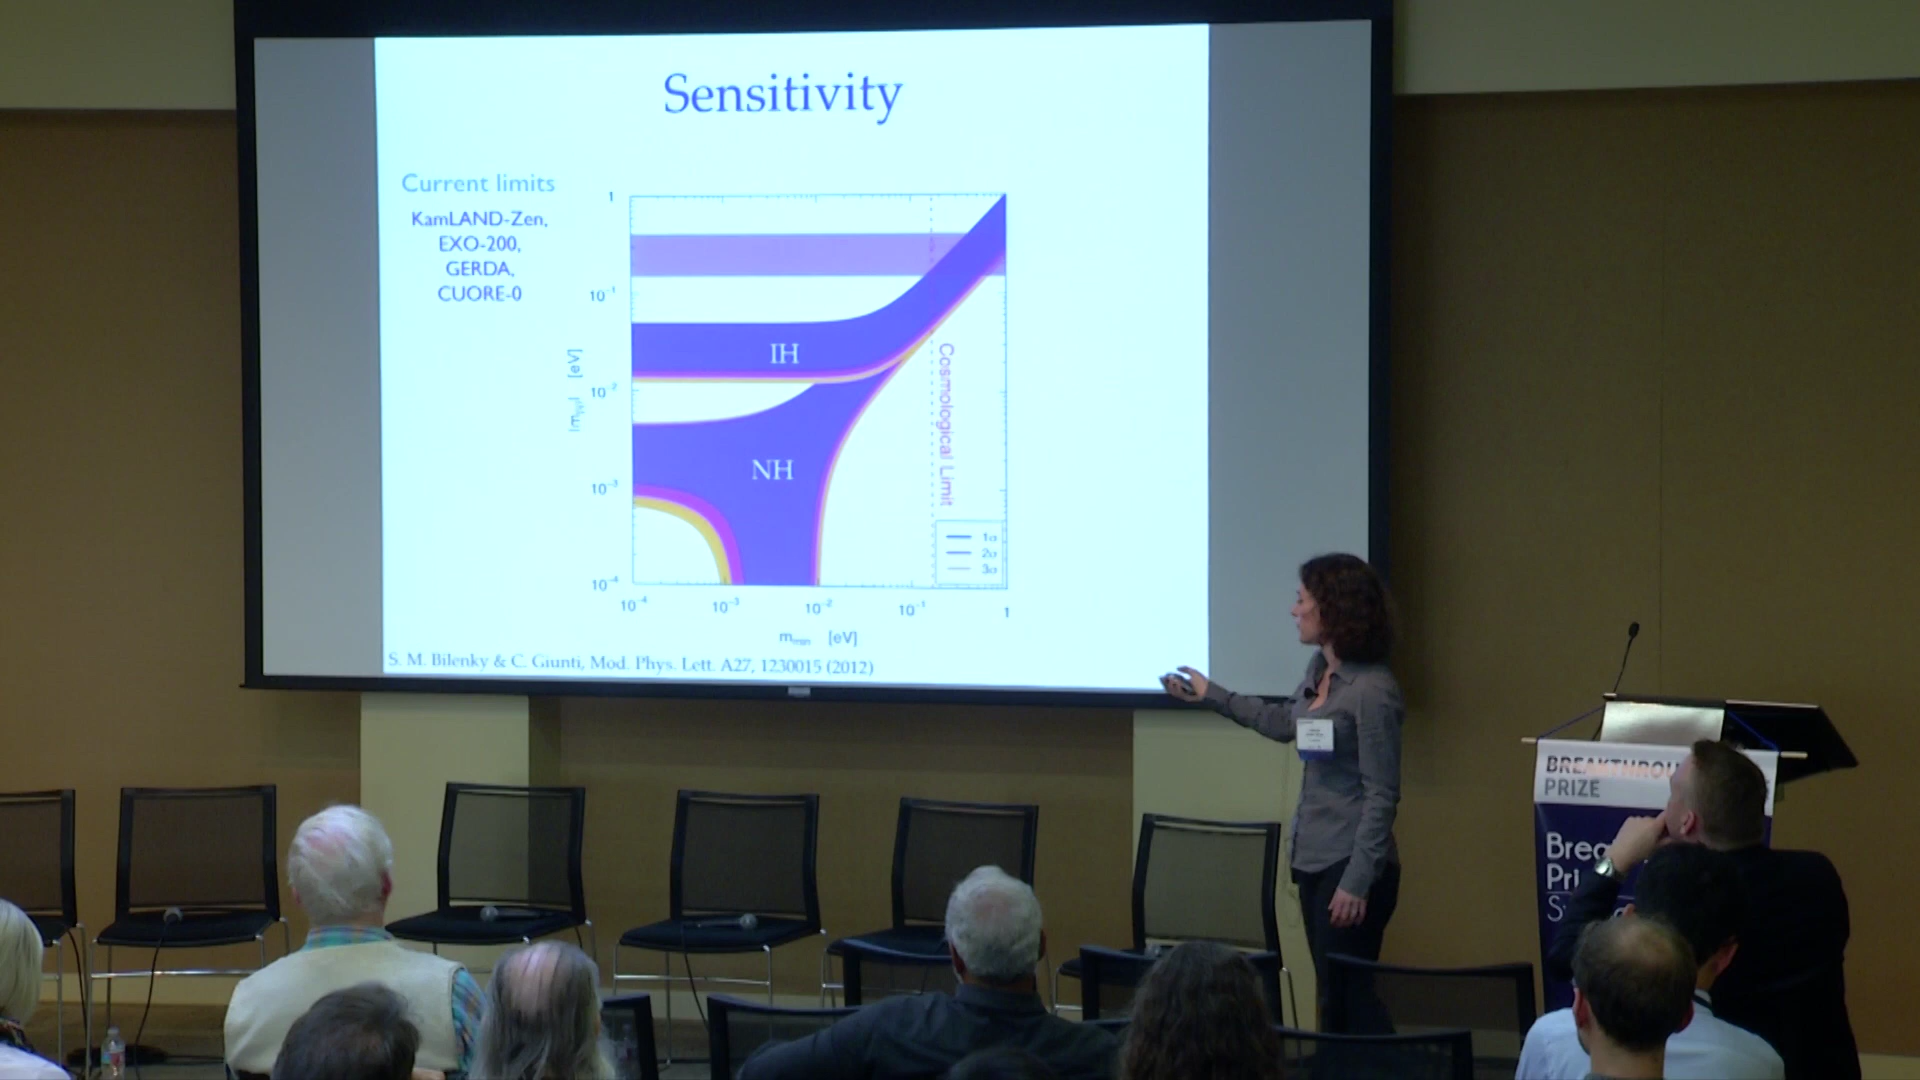 Sensitivity
Current limits
KamLAND-Zen,
EXO-200,
GERDA,
CUORE-0
1
10⁻¹
10⁻²
10⁻³
10⁻⁴
[eV]
IH
NH
Cosmological Limit
1σ
2σ
3σ
10⁻⁴
10⁻³
10⁻²
10⁻¹
1
[eV]
S. M. Bilenky & C. Giunti, Mod. Phys. Lett. A27, 1230015 (2012)
PRIZE